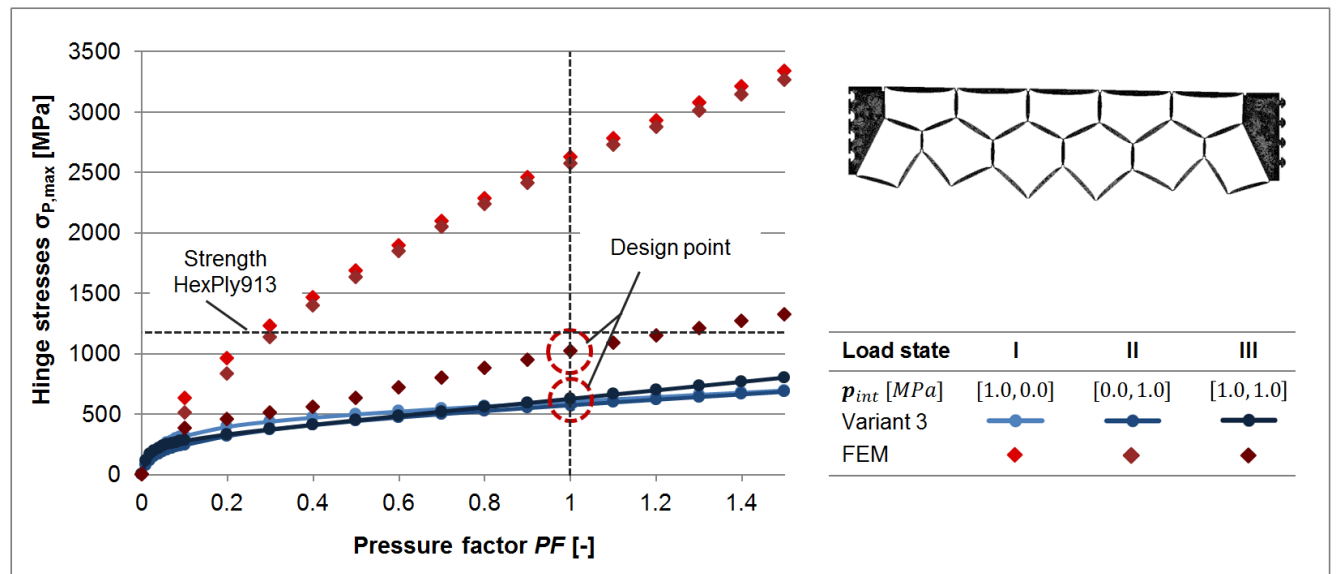 3500
3000
2500
2000
1500
1000
500
0
Hinge stresses σP,max [MPa]
Strength
HexPly913
Design point
0 0.2 0.4 0.6 0.8 1 1.2 1.4
Pressure factor PF [-]
Load state I II III
pint [MPa] [1.0, 0.0] [0.0, 1.0] [1.0, 1.0]
Variant 3
FEM